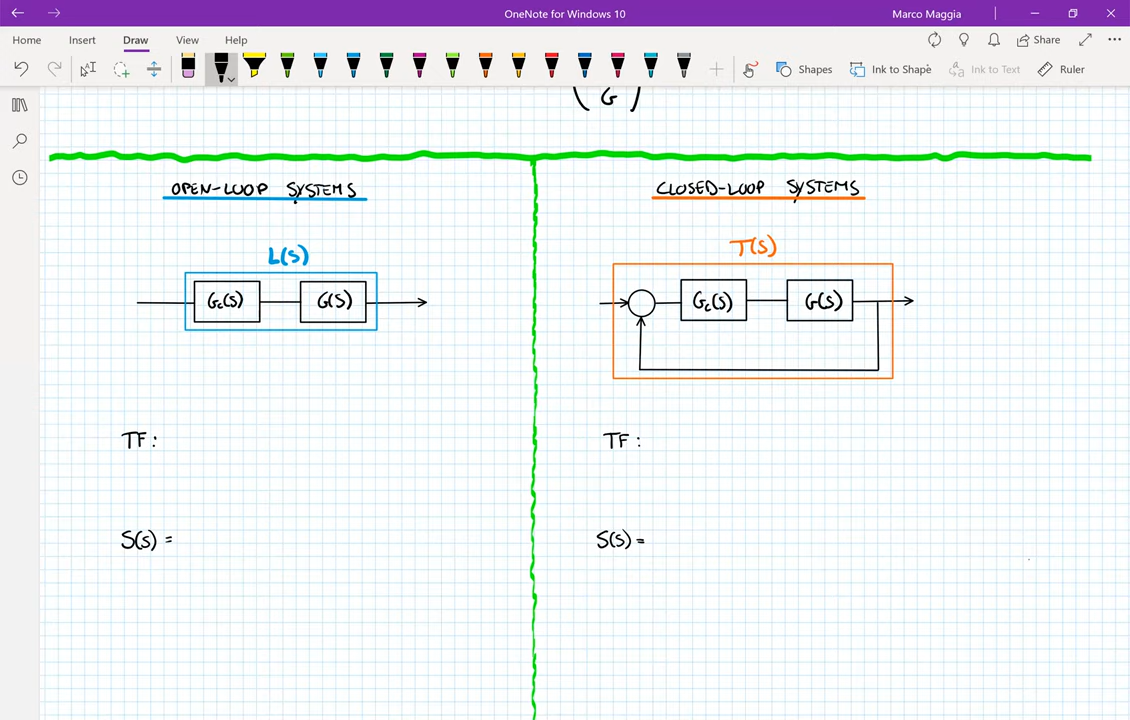 OneNote for Windows 10
Marco Maggia
Home Insert Draw View Help
Share
Shapes
Ink to Shape
Ink to Text
Ruler
( G )
OPEN-LOOP SYSTEMS
L(s)
Gc(s) G(s)
TF :
S(s) =
CLOSED-LOOP SYSTEMS
T(s)
Gc(s) G(s)
TF :
S(s) =